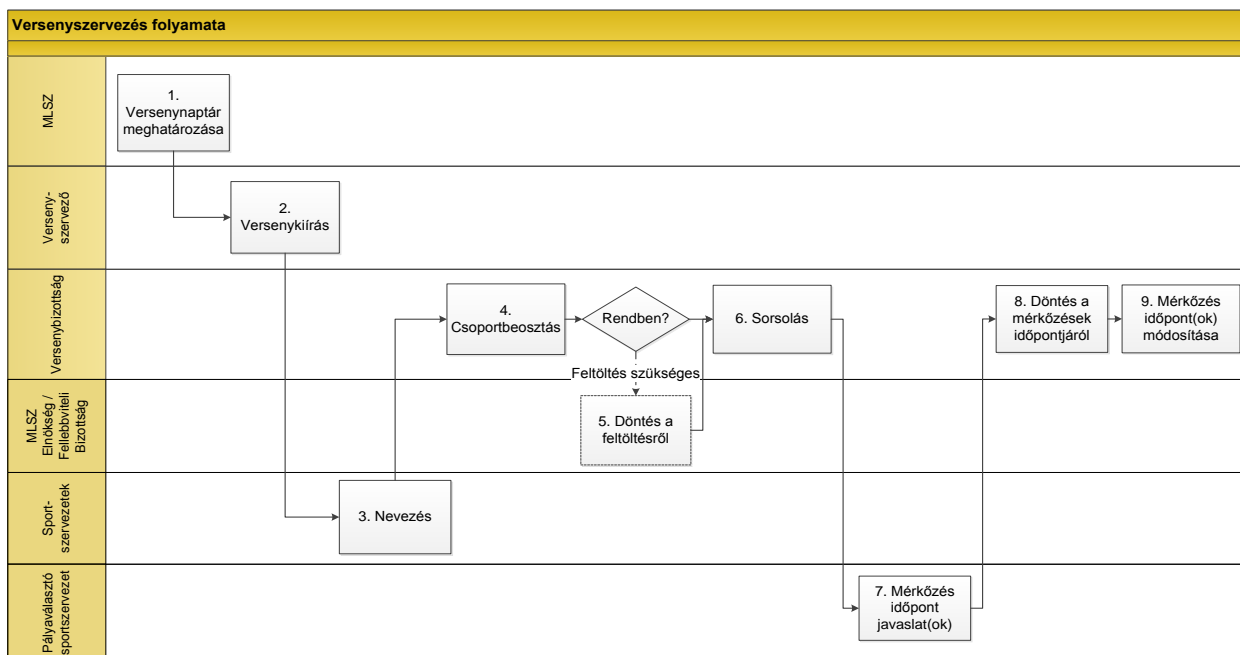 Versenyszervezés folyamata
MLSZ
1.
Versenynaptár
meghatározása
Verseny-
szervező
2.
Versenykiírás
Versenybizottság
4.
Csoportbeosztás
Rendben?
6. Sorsolás
8. Döntés a
mérkőzések
időpontjáról
9. Mérkőzés
időpont(ok)
módosítása
Feltöltés szükséges
MLSZ
Elnökség /
Fellebbviteli
Bizottság
5. Döntés a
feltöltésről
Sport-
szervezetek
3. Nevezés
Pályaválasztó
sportszervezet
7. Mérkőzés
időpont
javaslat(ok)